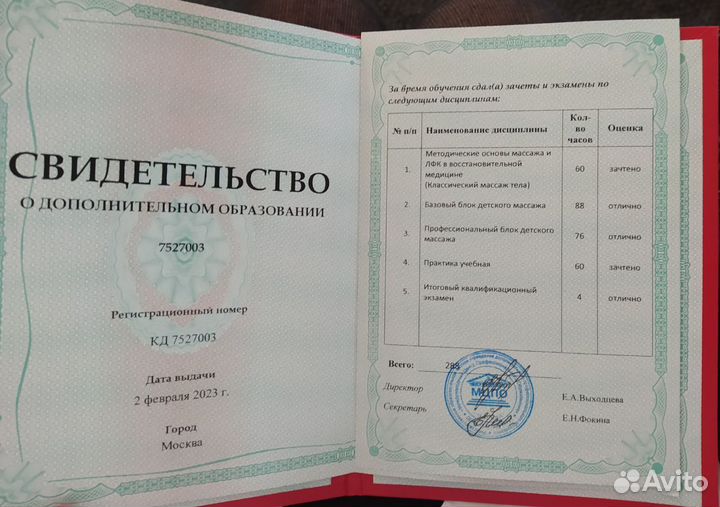 СВИДЕТЕЛЬСТВО
О ДОПОЛНИТЕЛЬНОМ ОБРАЗОВАНИИ
7527003
Регистрационный номер
КД 7527003
Дата выдачи
2 февраля 2023 г.
Город
Москва
За время обучения сдал(а) зачеты и экзамены по
следующим дисциплинам:
№ п/п Наименование дисциплины Кол-во часов Оценка
1. Методические основы массажа и
ЛФК в восстановительной
медицине
(Классический массаж тела) 60 зачтено
2. Базовый блок детского массажа 88 отлично
3. Профессиональный блок детского
массажа 76 отлично
4. Практика учебная 60 зачтено
5. Итоговый квалификационный
экзамен 4 отлично
Всего: 288
Директор Е.А.Выходцева
Секретарь Е.Н.Фокина
МЦПО
Avito